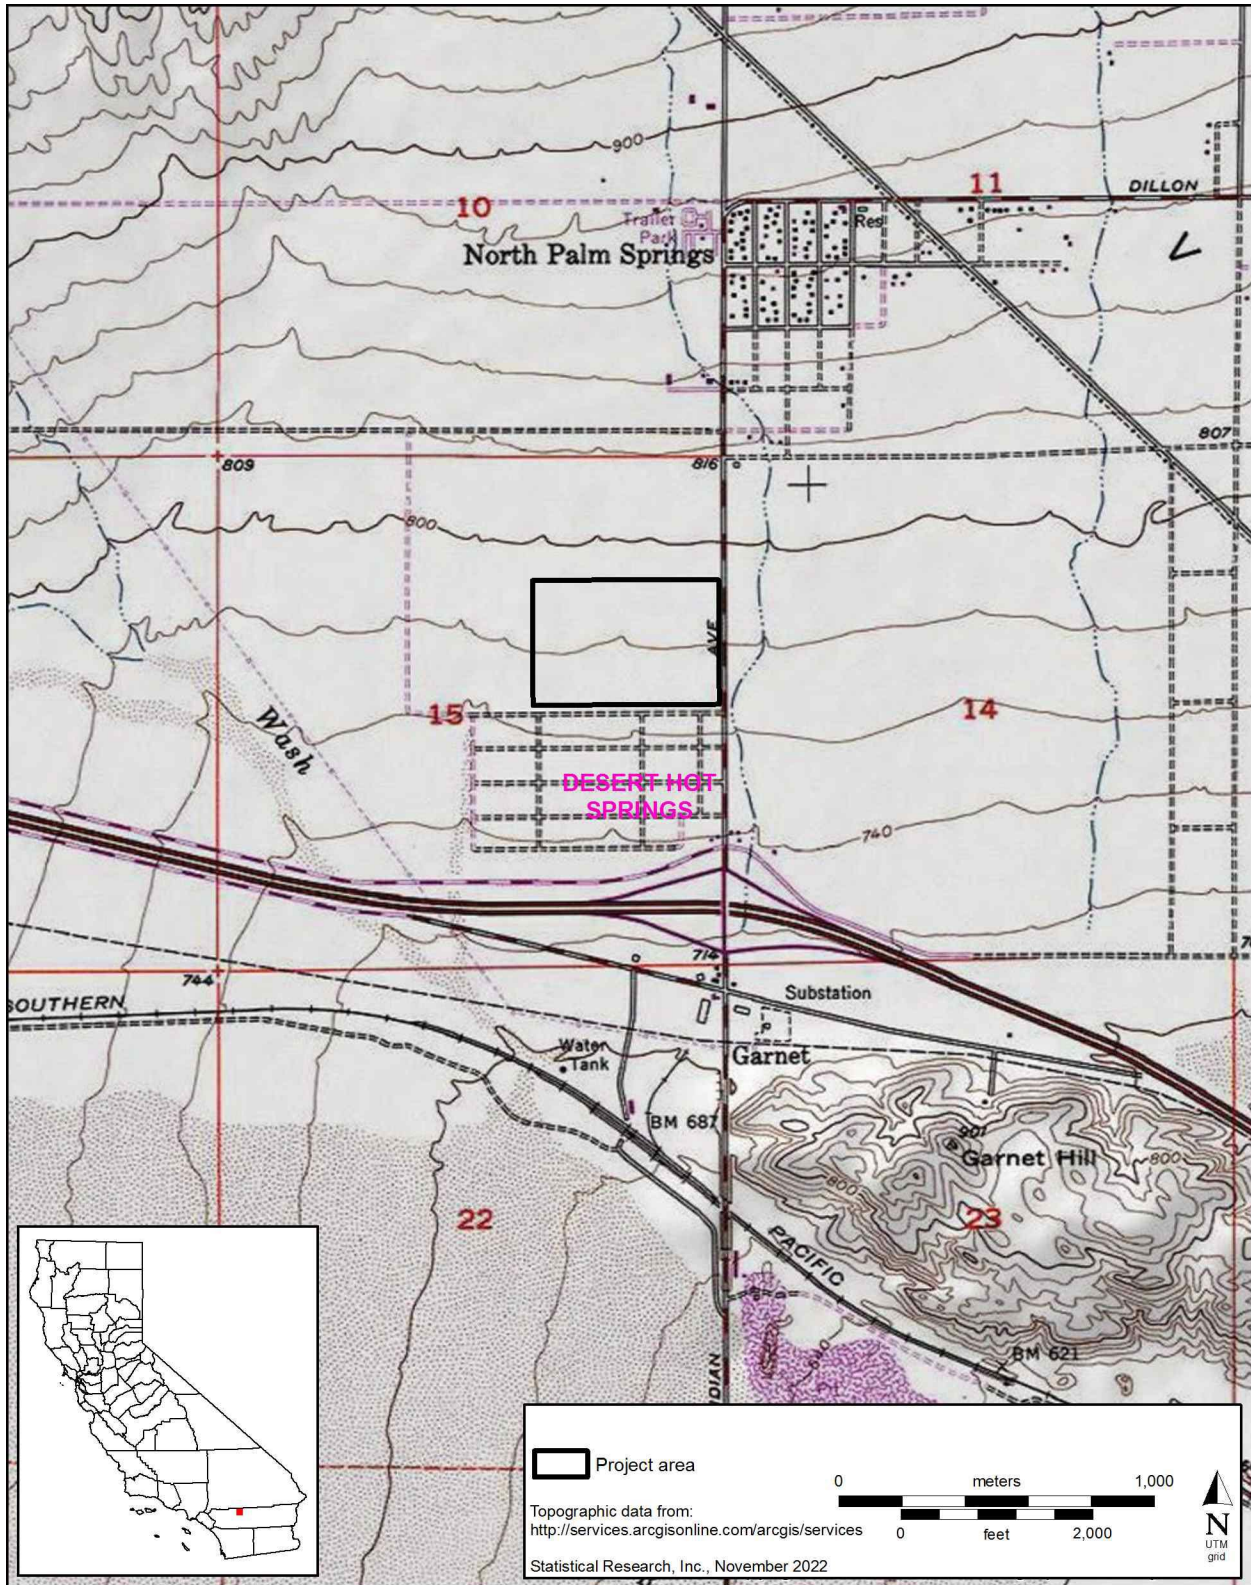 900
10
11
DILLON
Trailer
Park
Res
North Palm Springs
807
809
816
800
AVE
15
14
Wash
DESERT HOT
SPRINGS
740
714
744
SOUTHERN
Substation
Water
Tank
Garnet
BM 687
901
Garnet Hill
800
800
22
23
PACIFIC
BM 621
Project area
0 meters 1,000
Topographic data from:
http://services.arcgisonline.com/arcgis/services
0 feet 2,000
N
UTM
grid
Statistical Research, Inc., November 2022